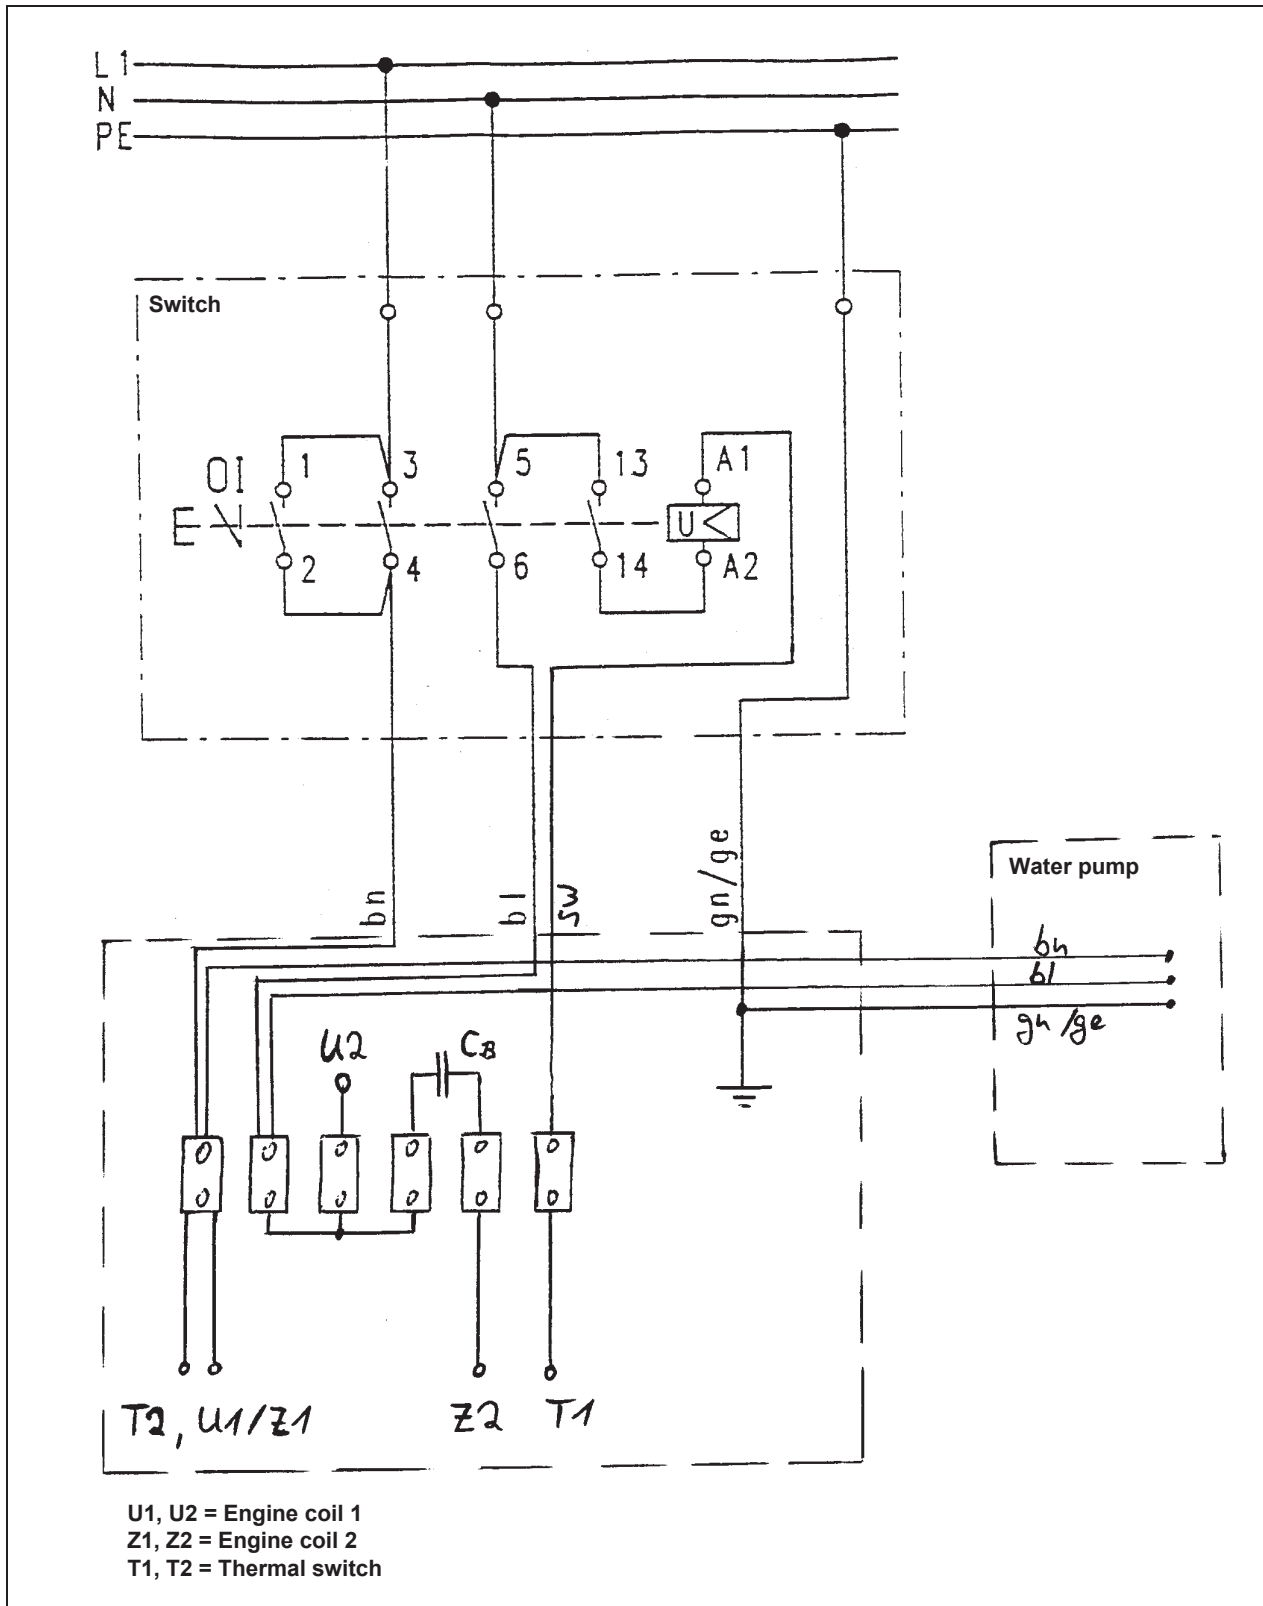 L1
N
PE
Switch
OI 1 3 5 13 A1
E U<
2 4 6 14 A2
bn bl sw gn/ge
Water pump
bn
bl
gn/ge
U2 CB
T2, U1/Z1 Z2 T1
U1, U2 = Engine coil 1
Z1, Z2 = Engine coil 2
T1, T2 = Thermal switch